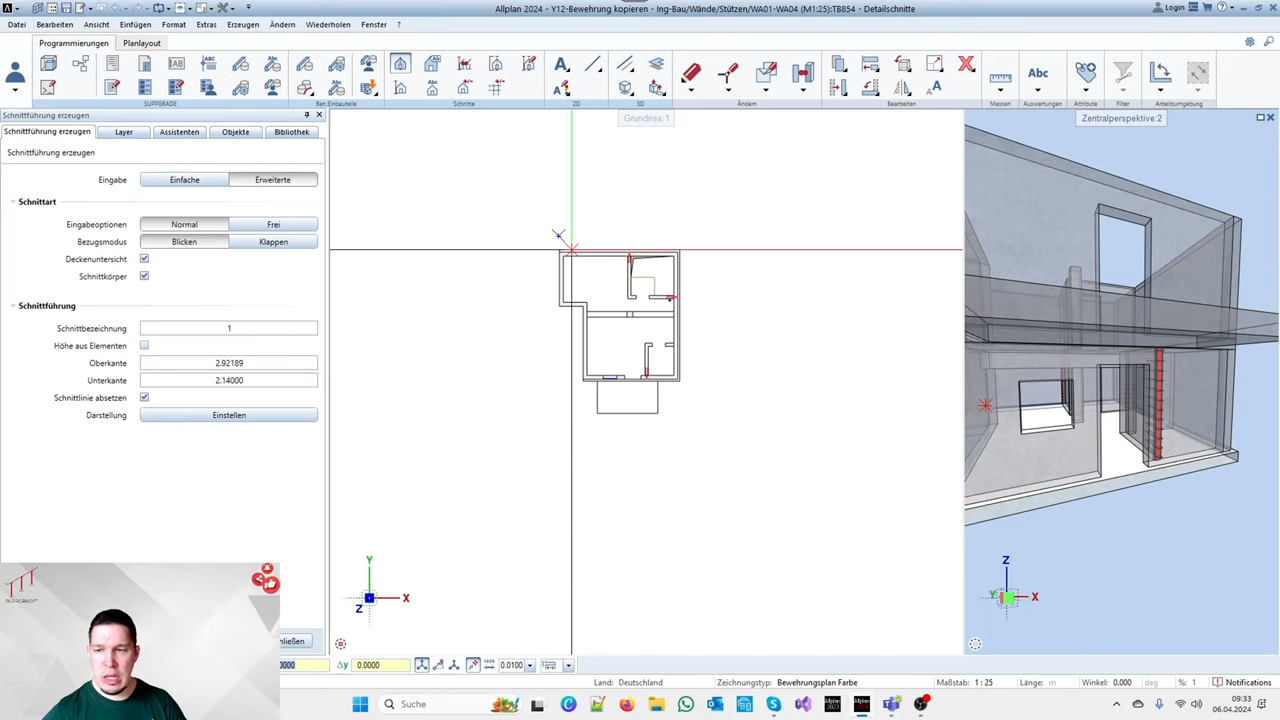 Allplan 2024 - Y12-Bewehrung kopieren - Ing-Bau/Wände/Stützen/WA01-WA04 (M1:25):TB854 - Detailschnitte
Login
Datei Bearbeiten Ansicht Einfügen Format Extras Erzeugen Ändern Wiederholen Fenster ?
Programmierungen Planlayout
SUPPGRADE Ben.Einbauteile Schnitte 2D 3D Ändern Bearbeiten Messen Auswertungen Attribute Filter Arbeitsumgebung
Schnittführung erzeugen
Schnittführung erzeugen Layer Assistenten Objekte Bibliothek
Schnittführung erzeugen
Eingabe Einfache Erweiterte
Schnittart
Eingabeoptionen Normal Frei
Bezugsmodus Blicken Klappen
Deckenuntersicht
Schnittkörper
Schnittführung
Schnittbezeichnung 1
Höhe aus Elementen
Oberkante 2.92189
Unterkante 2.14000
Schnittlinie absetzen
Darstellung Einstellen
Grundriss:1
Zentralperspektive:2
Y
X
Z
Z
Y
X
SUPPGRADE
ließen
0000 Δy 0.0000 0.0100
Land: Deutschland Zeichnungstyp: Bewehrungsplan Farbe Maßstab: 1 : 25 Länge: m Winkel: 0.000 deg % 1 Notifications
Suche
09:33
06.04.2024